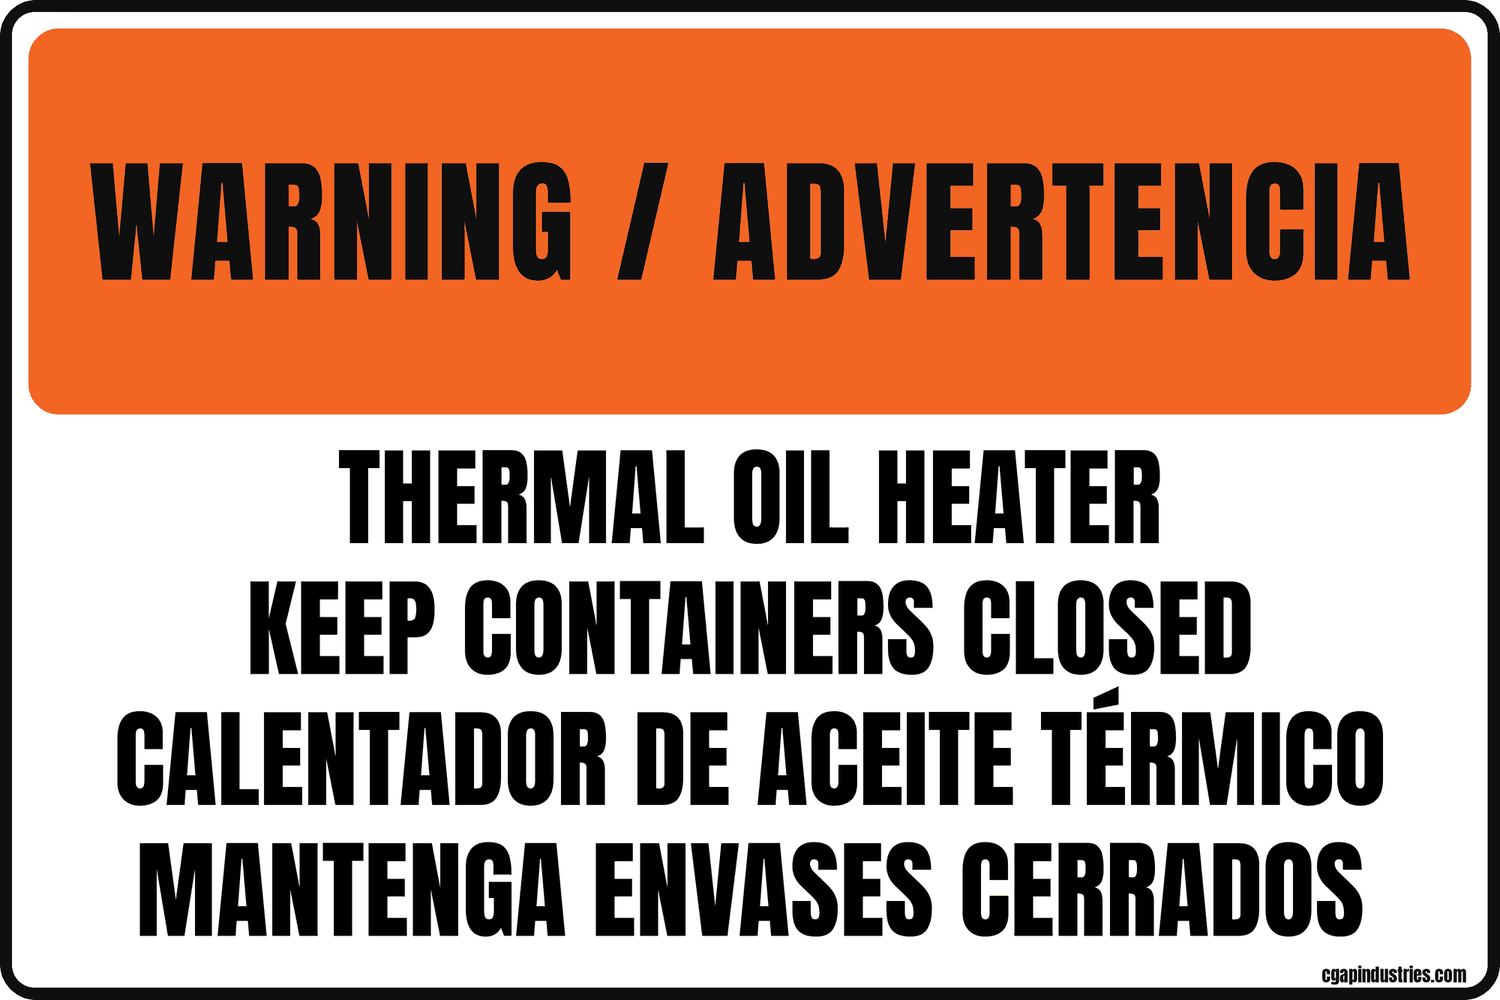 WARNING / ADVERTENCIA
THERMAL OIL HEATER
KEEP CONTAINERS CLOSED
CALENTADOR DE ACEITE TÉRMICO
MANTENGA ENVASES CERRADOS
cgapindustries.com